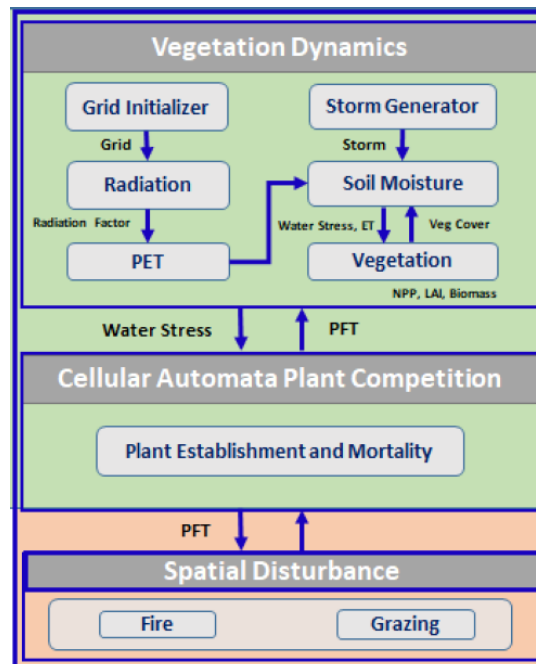 Vegetation Dynamics
Grid Initializer
Storm Generator
Grid
Storm
Radiation
Soil Moisture
Radiation Factor
Water Stress, ET
Veg Cover
PET
Vegetation
NPP, LAI, Biomass
Water Stress
PFT
Cellular Automata Plant Competition
Plant Establishment and Mortality
PFT
Spatial Disturbance
Fire
Grazing